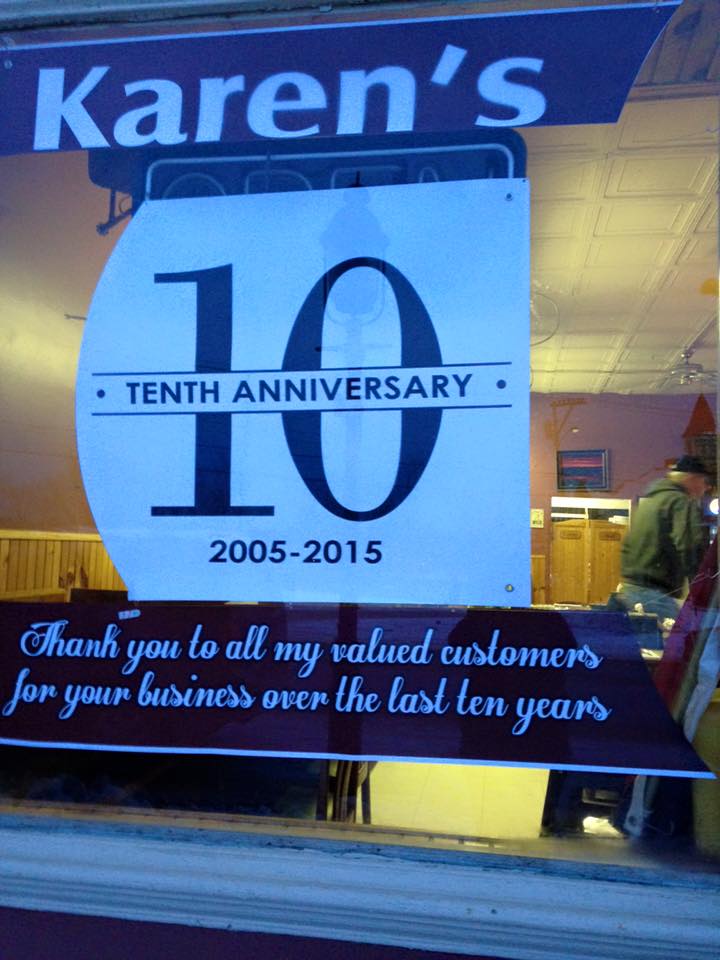 Karen's
OPEN
10
TENTH ANNIVERSARY
2005-2015
Thank you to all my valued customers
for your business over the last ten years